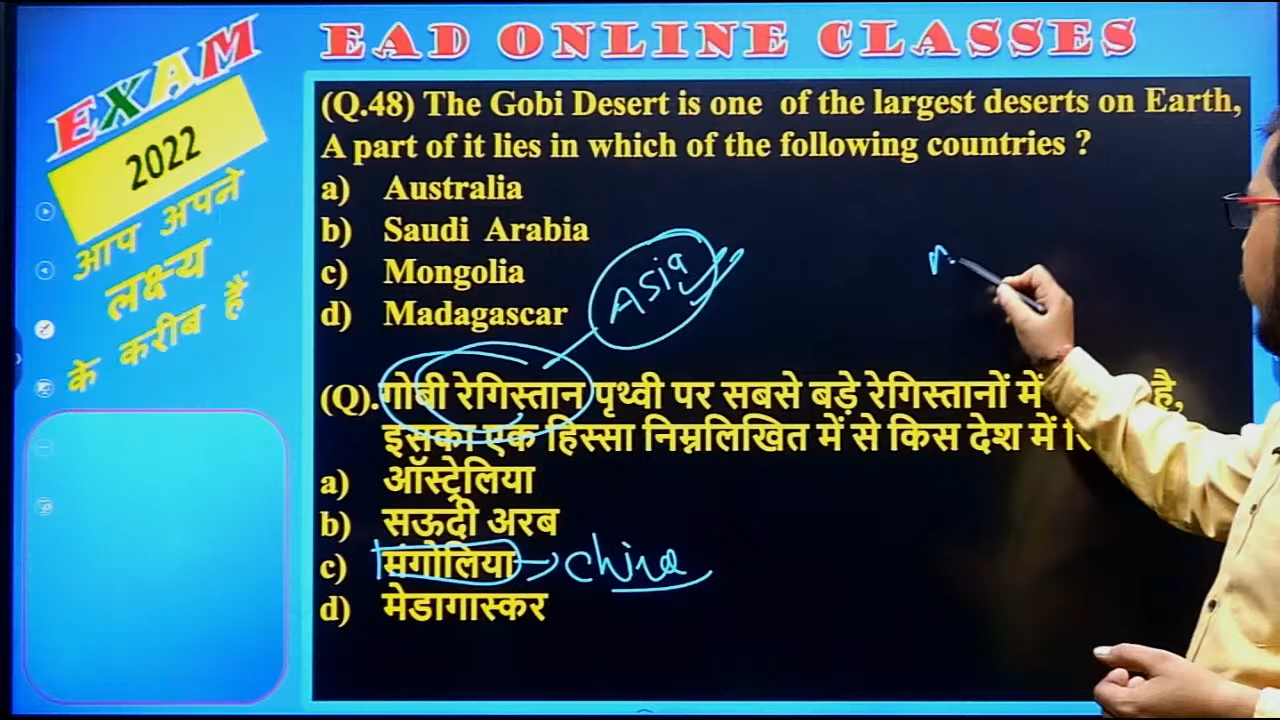 EAD ONLINE CLASSES
EXAM
2022
आप अपने
लक्ष्य
के करीब हैं
(Q.48) The Gobi Desert is one of the largest deserts on Earth,
A part of it lies in which of the following countries ?
a) Australia
b) Saudi Arabia
c) Mongolia
d) Madagascar
Asia
(Q).गोबी रेगिस्तान पृथ्वी पर सबसे बड़े रेगिस्तानों में है,
इसका एक हिस्सा निम्नलिखित में से किस देश में
a) ऑस्ट्रेलिया
b) सऊदी अरब
c) मंगोलिया → China
d) मेडागास्कर